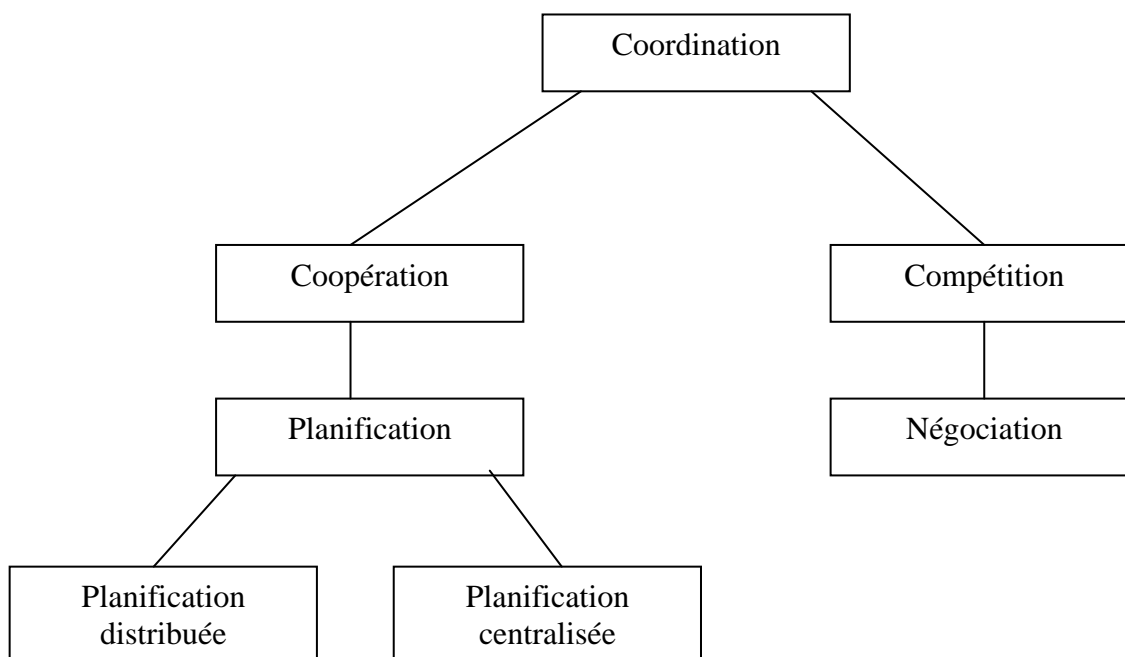 Coordination
Coopération
Compétition
Planification
Négociation
Planification
distribuée
Planification
centralisée